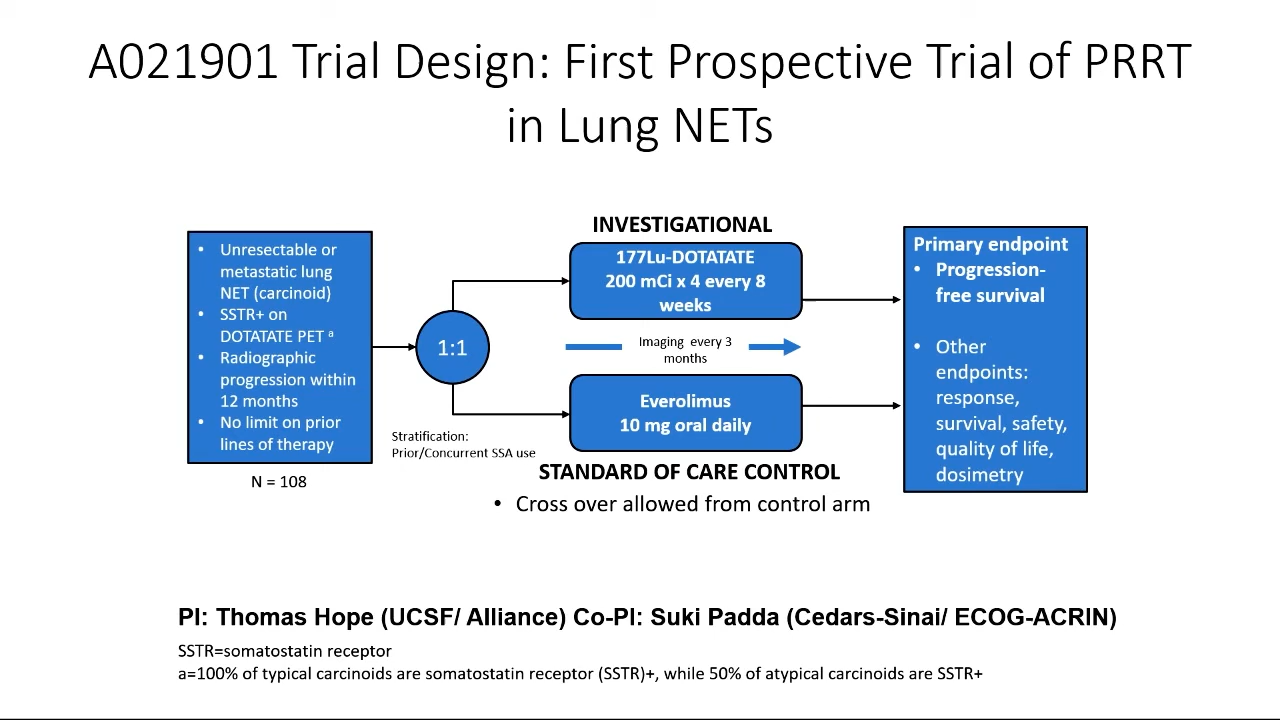 A021901 Trial Design: First Prospective Trial of PRRT
in Lung NETs
• Unresectable or
metastatic lung
NET (carcinoid)
• SSTR+ on
DOTATATE PET ᵃ
• Radiographic
progression within
12 months
• No limit on prior
lines of therapy
N = 108
1:1
Stratification:
Prior/Concurrent SSA use
INVESTIGATIONAL
177Lu-DOTATATE
200 mCi x 4 every 8
weeks
Imaging every 3
months
Everolimus
10 mg oral daily
STANDARD OF CARE CONTROL
• Cross over allowed from control arm
Primary endpoint
• Progression-
free survival
• Other
endpoints:
response,
survival, safety,
quality of life,
dosimetry
PI: Thomas Hope (UCSF/ Alliance) Co-PI: Suki Padda (Cedars-Sinai/ ECOG-ACRIN)
SSTR=somatostatin receptor
a=100% of typical carcinoids are somatostatin receptor (SSTR)+, while 50% of atypical carcinoids are SSTR+